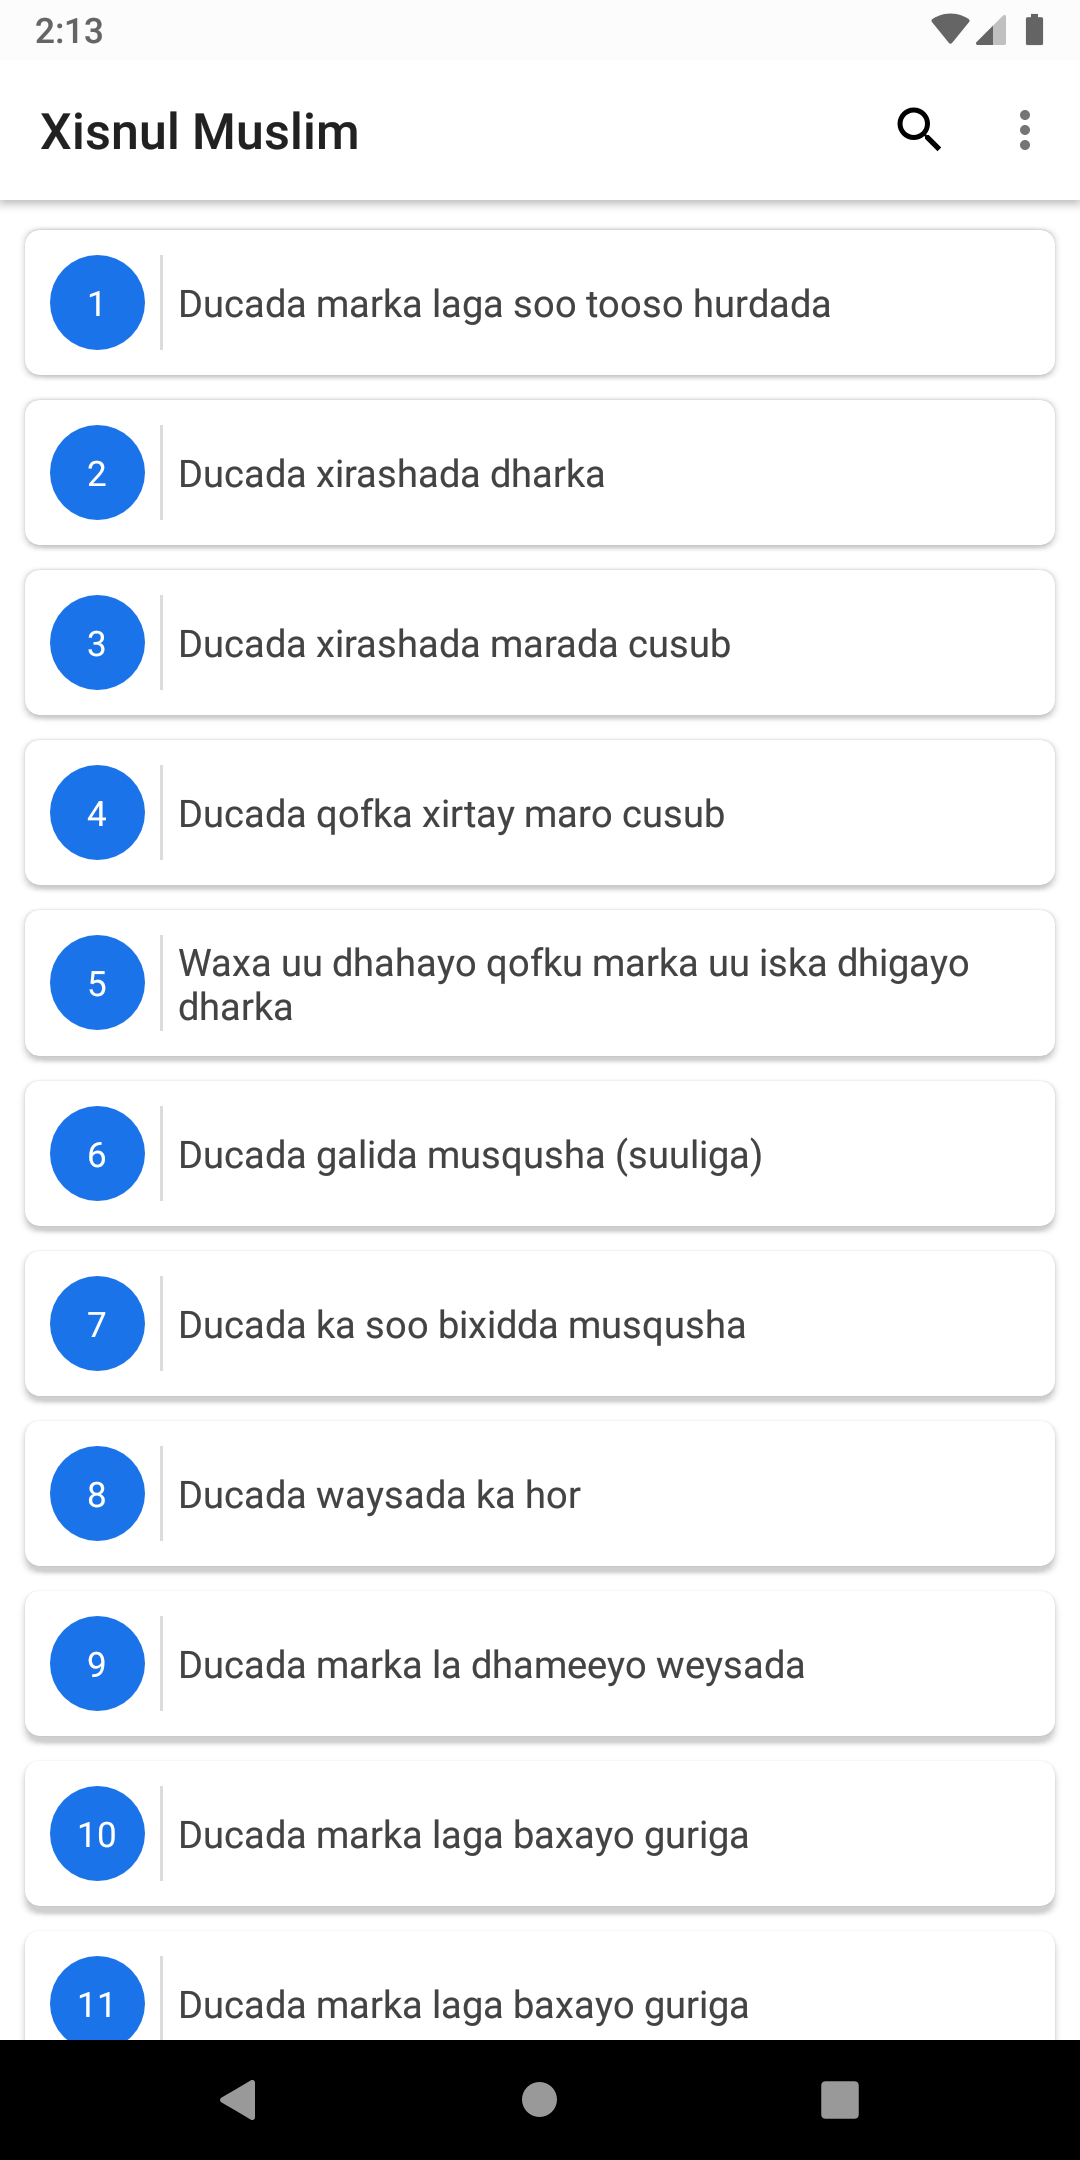 2:13
Xisnul Muslim
1
Ducada marka laga soo tooso hurdada
2
Ducada xirashada dharka
3
Ducada xirashada marada cusub
4
Ducada qofka xirtay maro cusub
5
Waxa uu dhahayo qofku marka uu iska dhigayo
dharka
6
Ducada galida musqusha (suuliga)
7
Ducada ka soo bixidda musqusha
8
Ducada waysada ka hor
9
Ducada marka la dhameeyo weysada
10
Ducada marka laga baxayo guriga
11
Ducada marka laga baxayo guriga